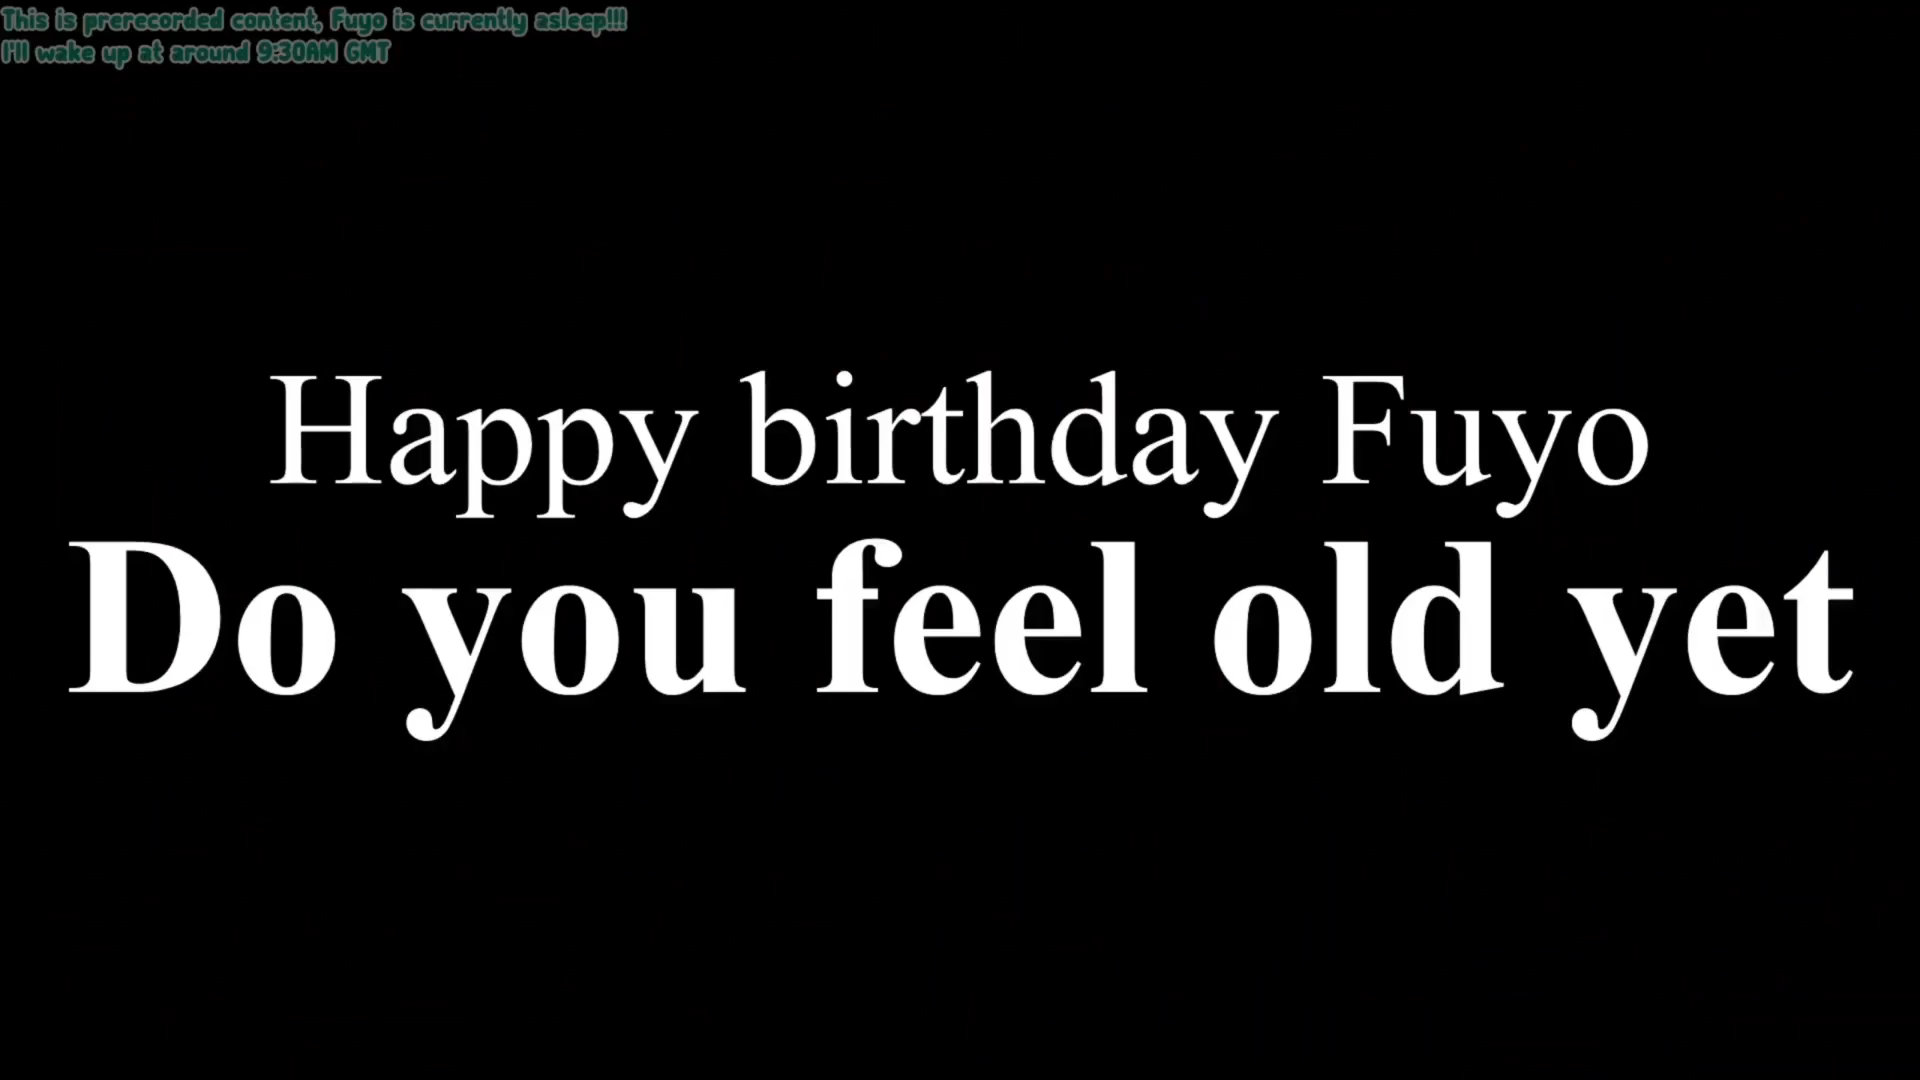 This is prerecorded content, Fuyo is currently asleep!!!
I'll wake up at around 9:30AM GMT
Happy birthday Fuyo
Do you feel old yet